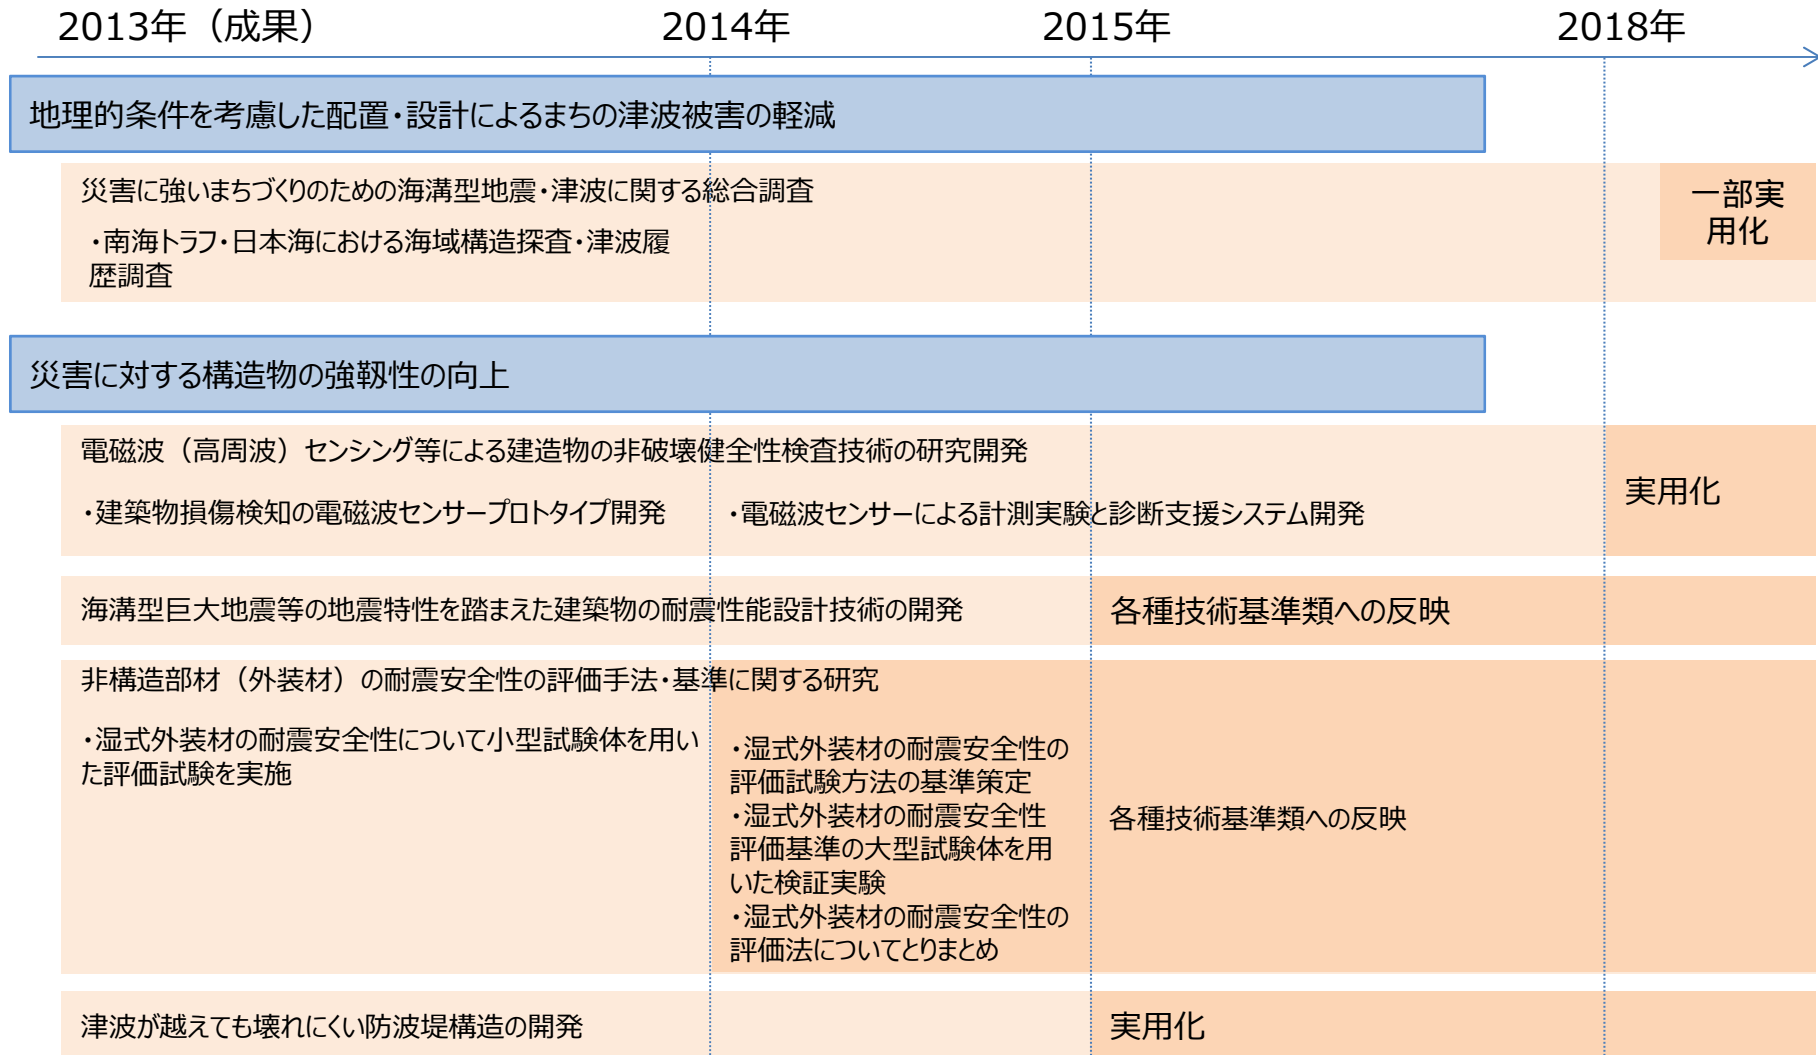 2013年（成果）
2014年
2015年
2018年
地理的条件を考慮した配置・設計によるまちの津波被害の軽減
災害に強いまちづくりのための海溝型地震・津波に関する総合調査
・南海トラフ・日本海における海域構造探査・津波履
歴調査
一部実
用化
災害に対する構造物の強靱性の向上
電磁波（高周波）センシング等による建造物の非破壊健全性検査技術の研究開発
・建築物損傷検知の電磁波センサープロトタイプ開発
・電磁波センサーによる計測実験と診断支援システム開発
実用化
海溝型巨大地震等の地震特性を踏まえた建築物の耐震性能設計技術の開発
各種技術基準類への反映
非構造部材（外装材）の耐震安全性の評価手法・基準に関する研究
・湿式外装材の耐震安全性について小型試験体を用い
た評価試験を実施
・湿式外装材の耐震安全性の
評価試験方法の基準策定
・湿式外装材の耐震安全性
評価基準の大型試験体を用
いた検証実験
・湿式外装材の耐震安全性の
評価法についてとりまとめ
各種技術基準類への反映
津波が越えても壊れにくい防波堤構造の開発
実用化